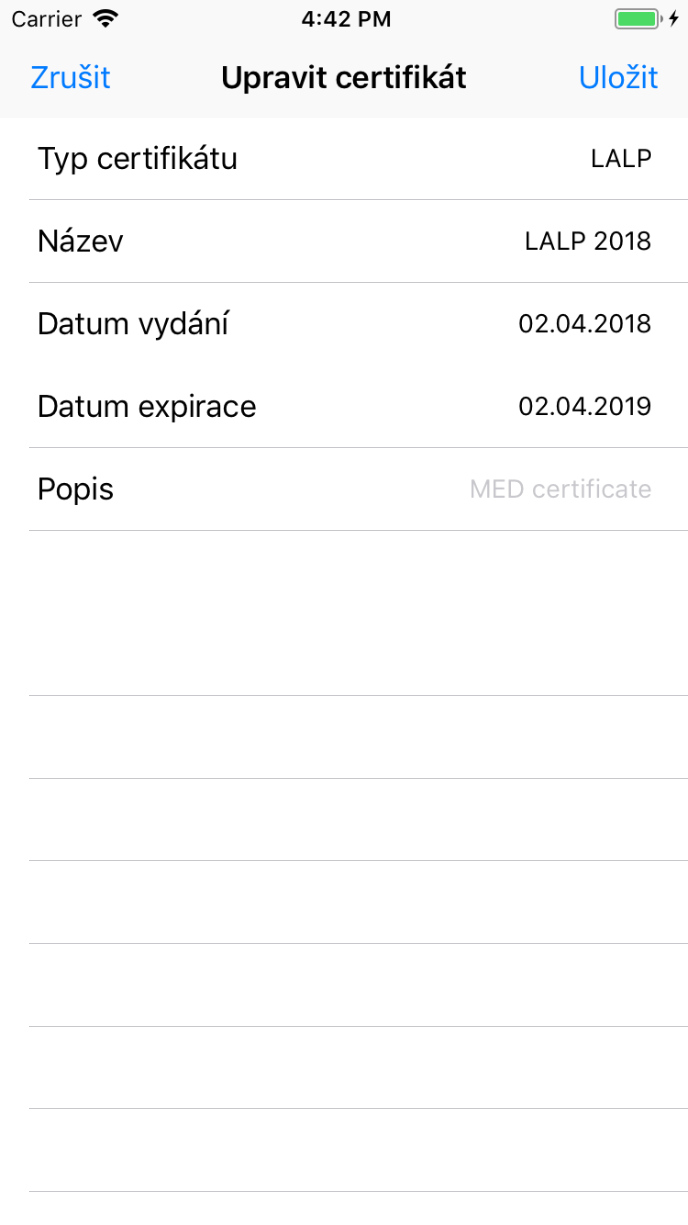 Carrier 4:42 PM
Zrušit Upravit certifikát Uložit
Typ certifikátu LALP
Název LALP 2018
Datum vydání 02.04.2018
Datum expirace 02.04.2019
Popis MED certificate